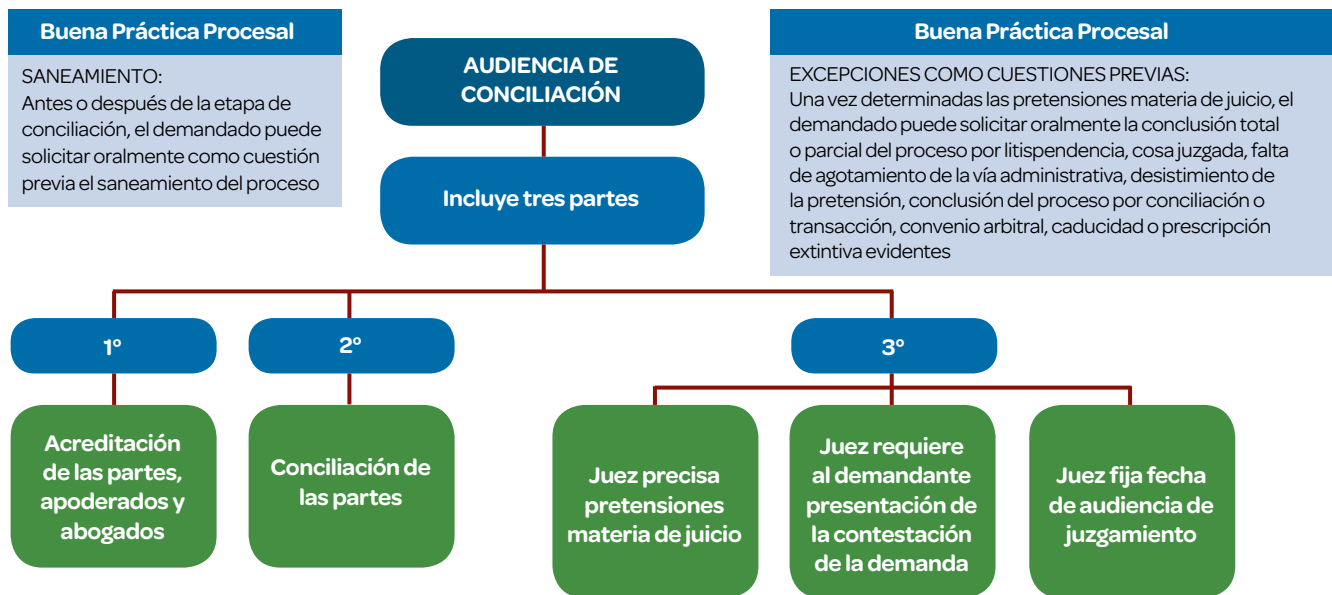 Buena Práctica Procesal
SANEAMIENTO:
Antes o después de la etapa de
conciliación, el demandado puede
solicitar oralmente como cuestión
previa el saneamiento del proceso
AUDIENCIA DE
CONCILIACIÓN
Incluye tres partes
Buena Práctica Procesal
EXCEPCIONES COMO CUESTIONES PREVIAS:
Una vez determinadas las pretensiones materia de juicio, el
demandado puede solicitar oralmente la conclusión total
o parcial del proceso por litispendencia, cosa juzgada, falta
de agotamiento de la vía administrativa, desistimiento de
la pretensión, conclusión del proceso por conciliación o
transacción, convenio arbitral, caducidad o prescripción
extintiva evidentes
1º
Acreditación
de las partes,
apoderados y
abogados
2º
Conciliación de
las partes
3º
Juez precisa
pretensiones
materia de juicio
Juez requiere
al demandante
presentación de
la contestación
de la demanda
Juez fija fecha
de audiencia de
juzgamiento